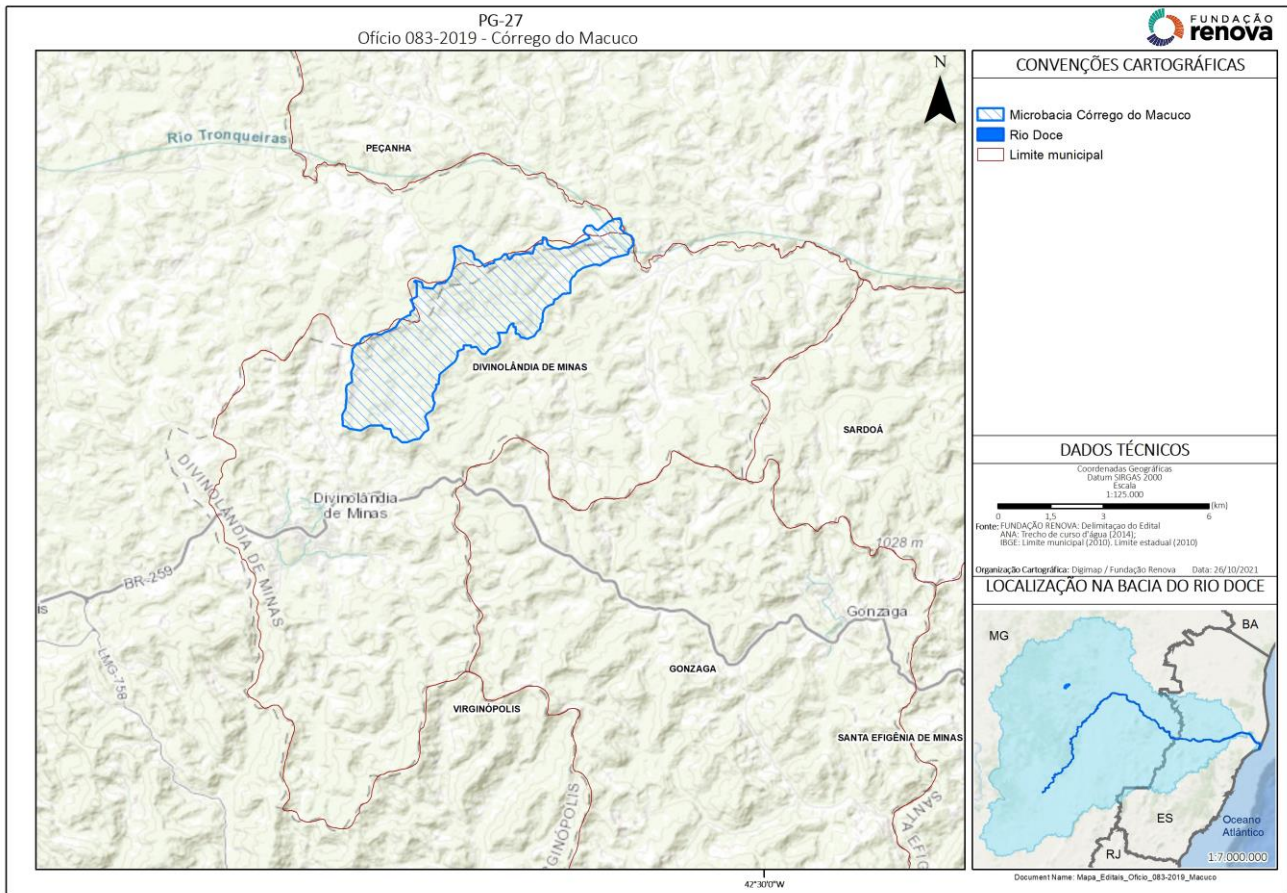 PG-27
Ofício 083-2019 - Córrego do Macuco
FUNDAÇÃO
renova
N
Rio Tronqueiras
PEÇANHA
DIVINOLÂNDIA DE MINAS
SARDOÁ
DIVINOLÂNDIA DE MINAS
Divinolândia
de Minas
1028 m
BR-259
is
Gonzaga
LMG-758
GONZAGA
VIRGINÓPOLIS
SANTA EFIGÊNIA DE MINAS
GINÓPOLIS
SANTA EFIG
42°30'0"W
CONVENÇÕES CARTOGRÁFICAS
Microbacia Córrego do Macuco
Rio Doce
Limite municipal
DADOS TÉCNICOS
Coordenadas Geográficas
Datum SIRGAS 2000
Escala
1:125.000
0 1,5 3 6 (km)
Fonte: FUNDAÇÃO RENOVA: Delimitaçao do Edital
ANA: Trecho de curso d'água (2014);
IBGE: Limite municipal (2010). Limite estadual (2010)
Organização Cartográfica: Digimap / Fundação Renova Data: 26/10/2021
LOCALIZAÇÃO NA BACIA DO RIO DOCE
MG
BA
ES
RJ
Oceano
Atlântico
1:7.000.000
Document Name: Mapa_Editais_Oficio_083-2019_Macuco